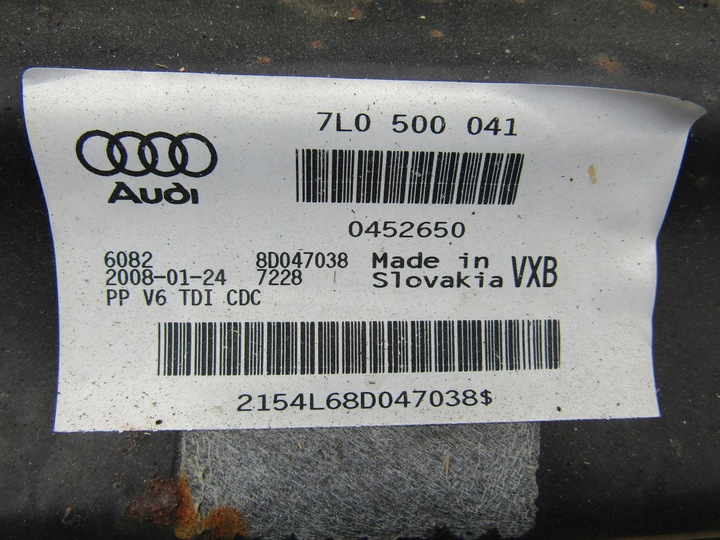 7L0 500 041
Audi
0452650
6082 8D047038 Made in VXB
2008-01-24 7228 Slovakia
PP V6 TDI CDC
2154L68D047038$